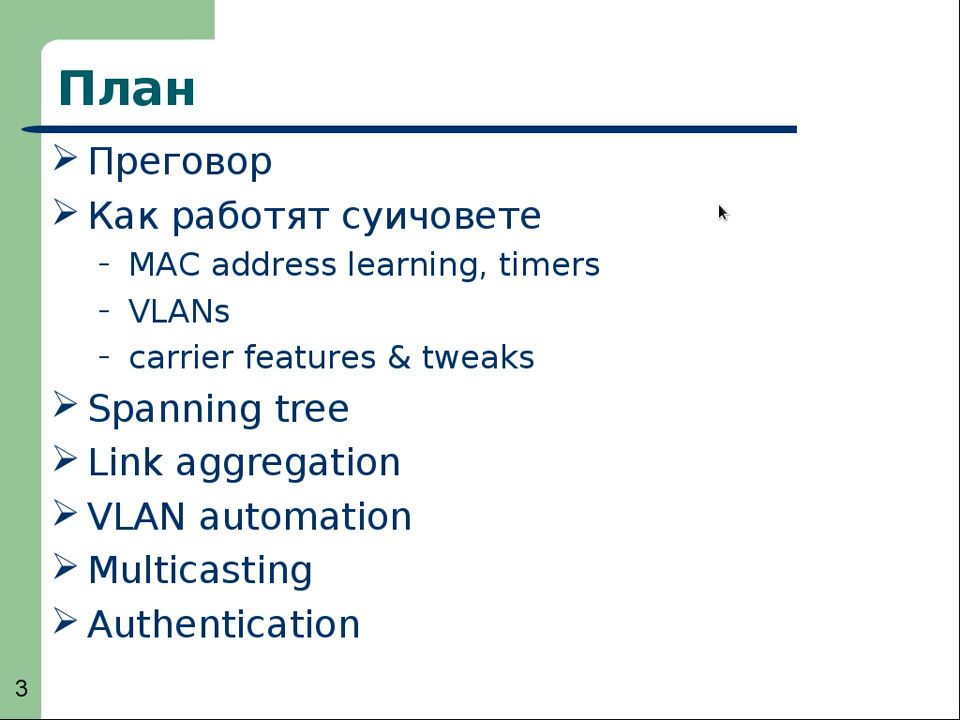 План
Преговор
Как работят суичовете
– MAC address learning, timers
– VLANs
– carrier features & tweaks
Spanning tree
Link aggregation
VLAN automation
Multicasting
Authentication
3